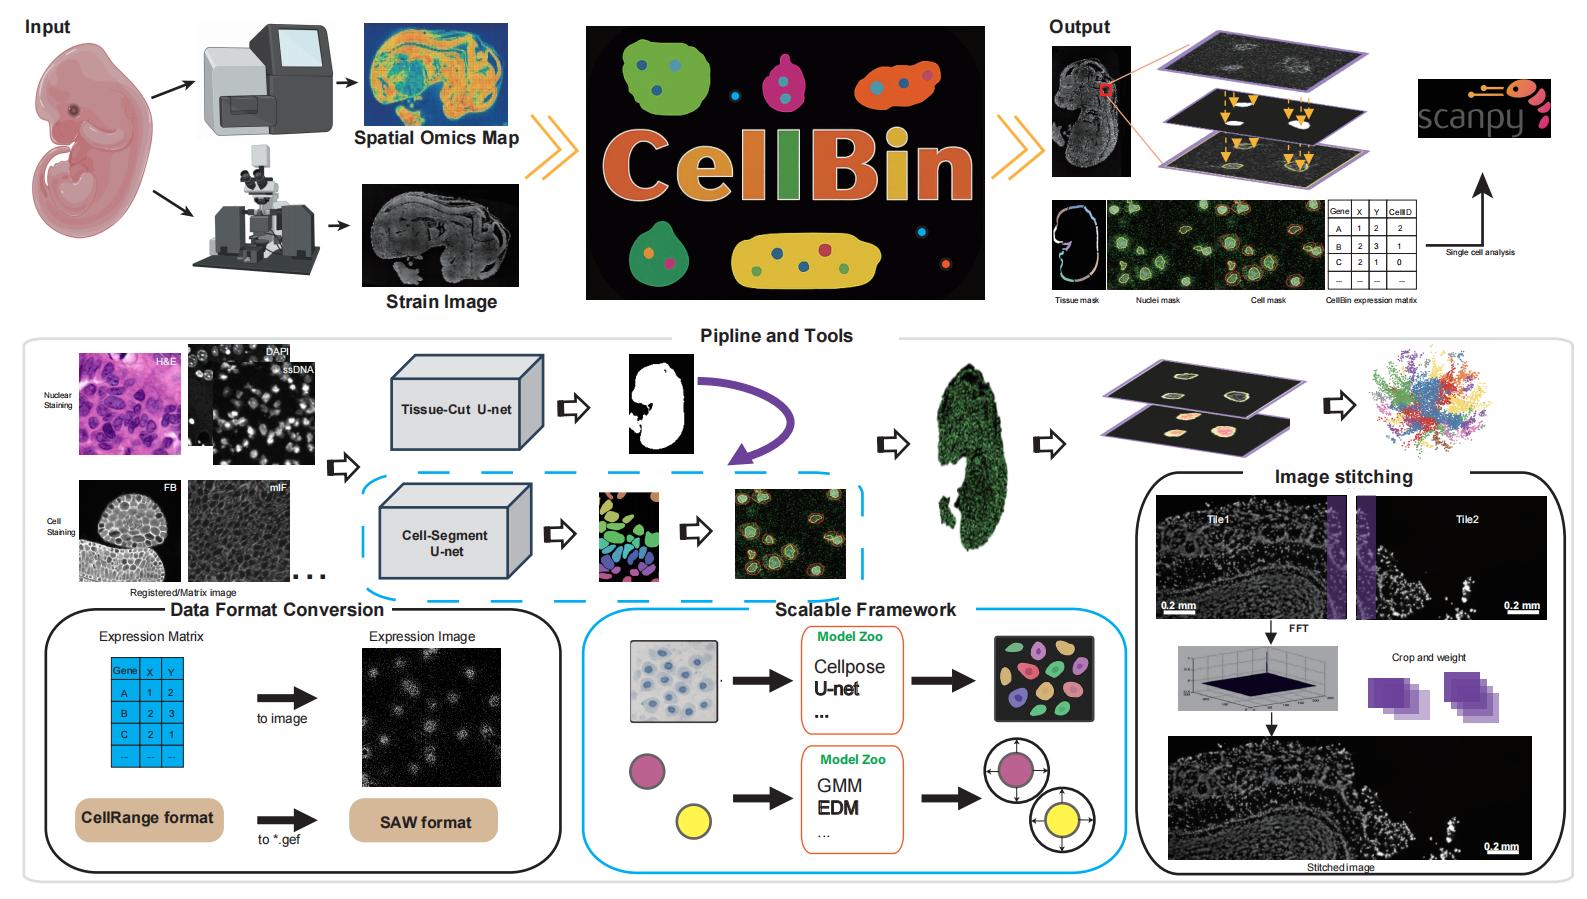 Input
Output
Spatial Omics Map
Strain Image
CellBin
scanpy
Gene X Y CellID
A 1 2 2
B 2 3 1
C 2 1 0
... ... ... ...
Single cell analysis
Tissue mask
Nuclei mask
Cell mask
CellBin expression matrix
Pipline and Tools
Nuclear
Staining
H&E
DAPI
ssDNA
Cell
Staining
FB
mIF
...
Registered/Matrix image
Tissue-Cut U-net
Cell-Segment
U-net
Image stitching
Tile1
Tile2
0.2 mm
0.2 mm
FFT
Crop and weight
0.2 mm
Stitched image
Data Format Conversion
Expression Matrix
Expression Image
Gene X Y
A 1 2
B 2 3
C 2 1
... ... ...
to image
CellRange format
to *.gef
SAW format
Scalable Framework
Model Zoo
Cellpose
U-net
...
Model Zoo
GMM
EDM
...